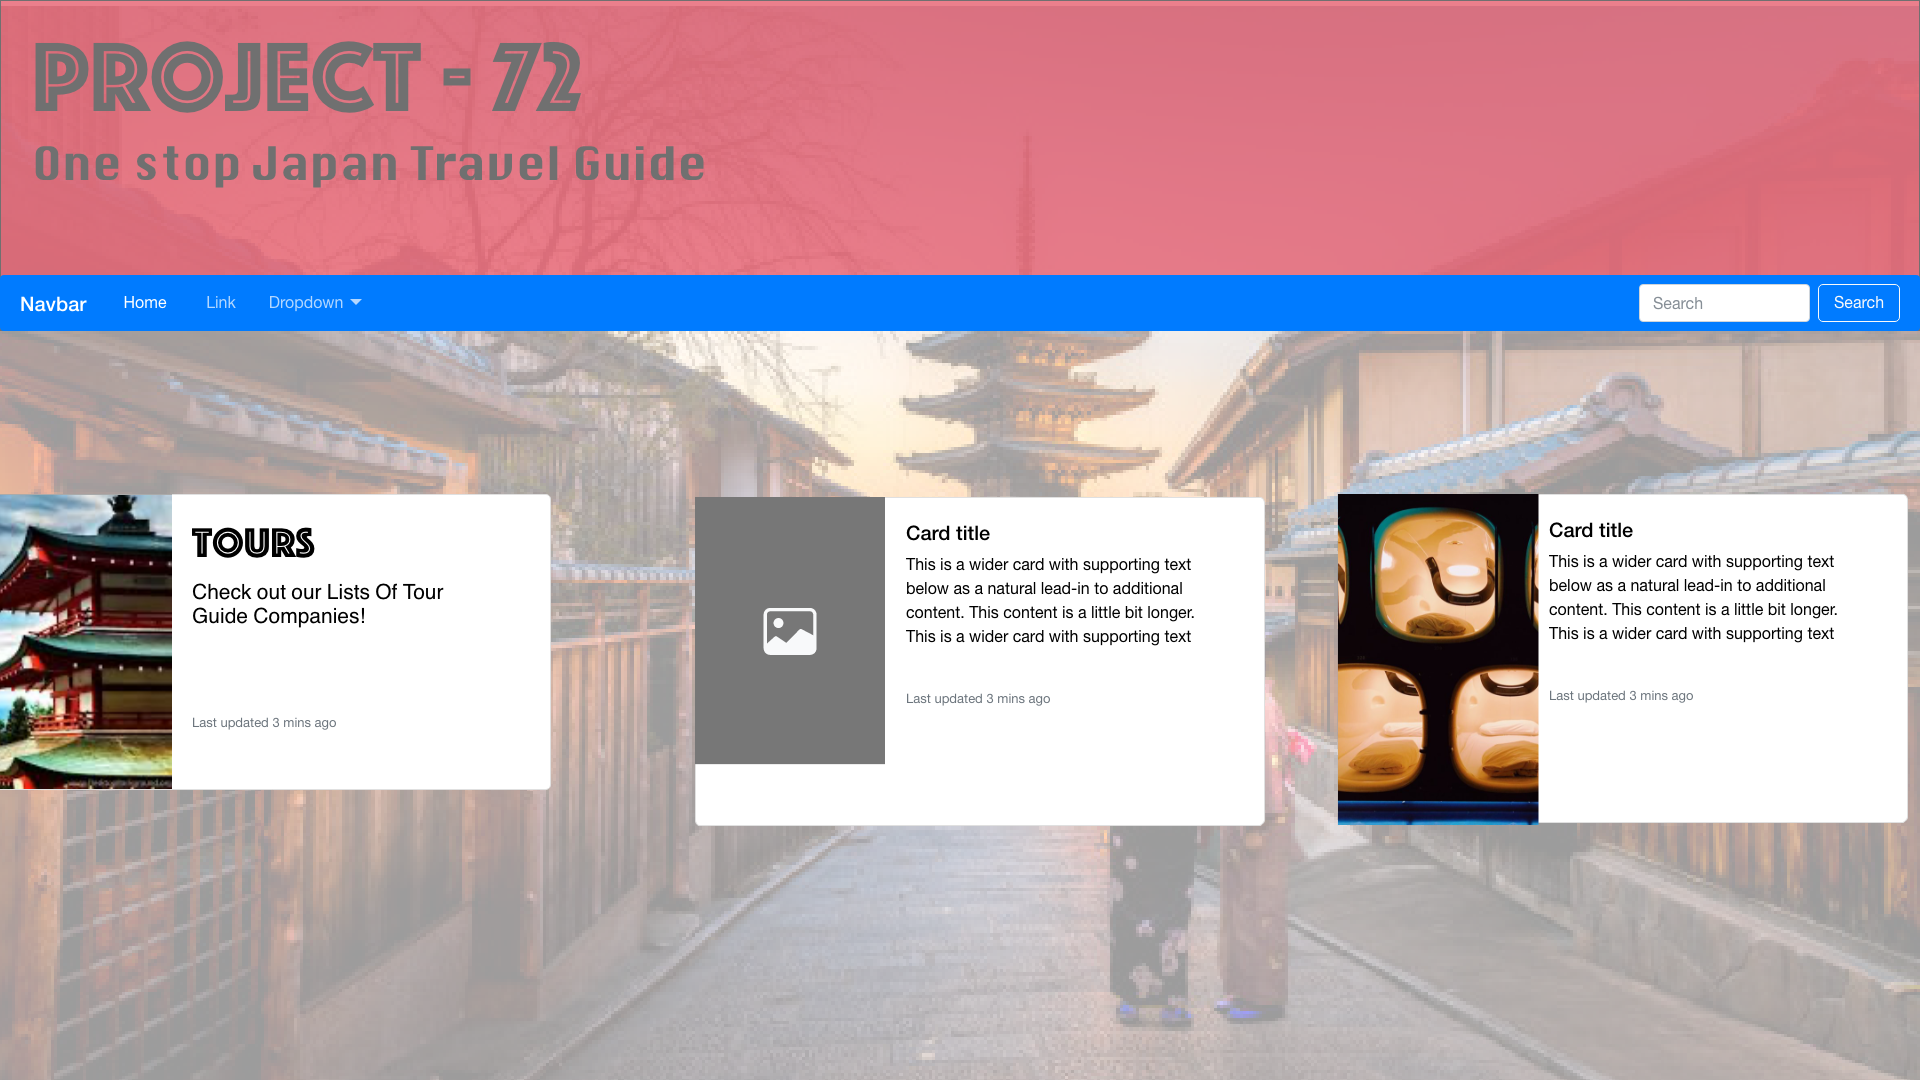 PROJECT - 72
One stop Japan Travel Guide
Navbar Home Link Dropdown Search Search
TOURS
Check out our Lists Of Tour
Guide Companies!
Last updated 3 mins ago
Card title
This is a wider card with supporting text
below as a natural lead-in to additional
content. This content is a little bit longer.
This is a wider card with supporting text
Last updated 3 mins ago
Card title
This is a wider card with supporting text
below as a natural lead-in to additional
content. This content is a little bit longer.
This is a wider card with supporting text
Last updated 3 mins ago